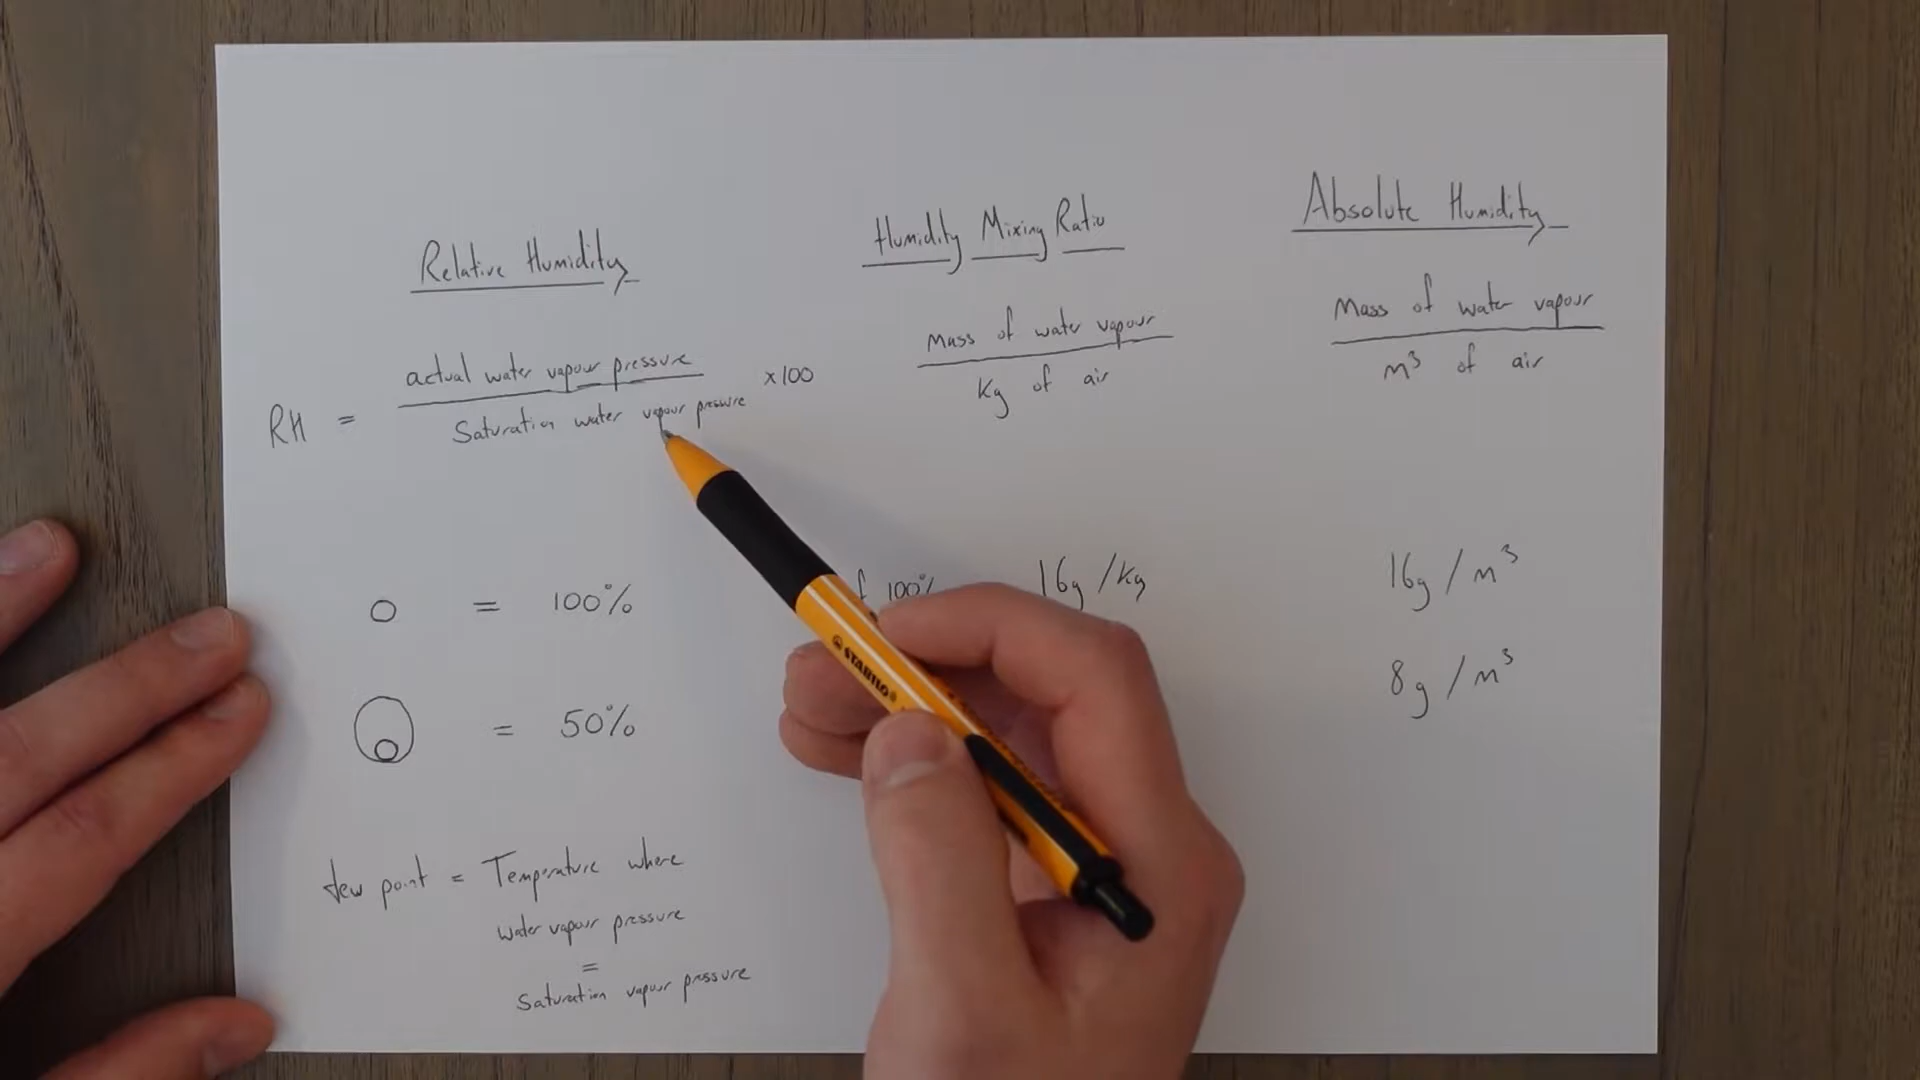 Relative Humidity
RH = actual water vapour pressure
Saturation water vapour pressure
x100
O = 100%
= 50%
dew point = Temperature where
water vapour pressure
=
Saturation vapour pressure
Humidity Mixing Ratio
Mass of water vapour
Kg of air
100%
16g /kg
Absolute Humidity
Mass of water vapour
m³ of air
16g / m³
8g / m³
STABILO